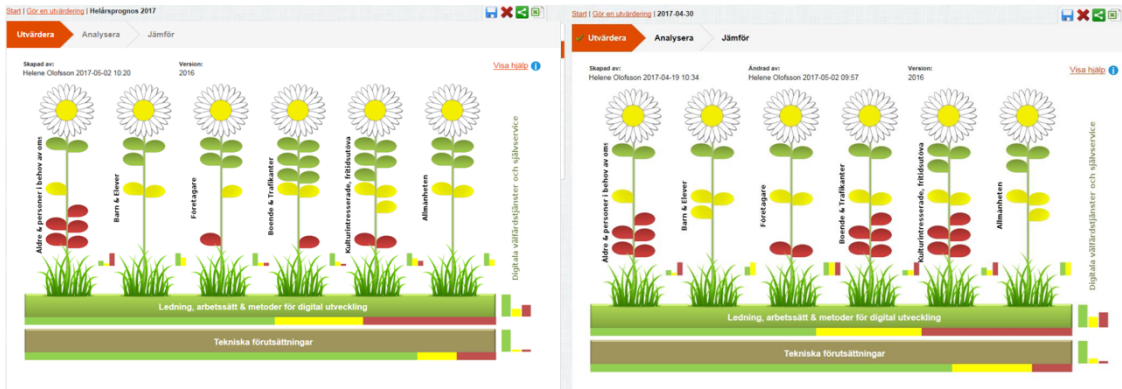 Start | Gör en utvärdering | Helårsprognos 2017
Utvärdera
Analysera
Jämför
Skapad av:
Helene Olofsson 2017-05-02 10:20
Version:
2016
Visa hjälp
Äldre & personer i behov av oms
Barn & Elever
Företagare
Boende & Trafikanter
Kulturintresserade, fritidsutöva
Allmänheten
Digitala välfärdstjänster och självservice
Ledning, arbetssätt & metoder för digital utveckling
Tekniska förutsättningar
Start | Gör en utvärdering | 2017-04-30
Utvärdera
Analysera
Jämför
Skapad av:
Helene Olofsson 2017-04-19 10:34
Ändrad av:
Helene Olofsson 2017-05-02 09:57
Version:
2016
Visa hjälp
Äldre & personer i behov av oms
Barn & Elever
Företagare
Boende & Trafikanter
Kulturintresserade, fritidsutöva
Allmänheten
Digitala välfärdstjänster och självservice
Ledning, arbetssätt & metoder för digital utveckling
Tekniska förutsättningar